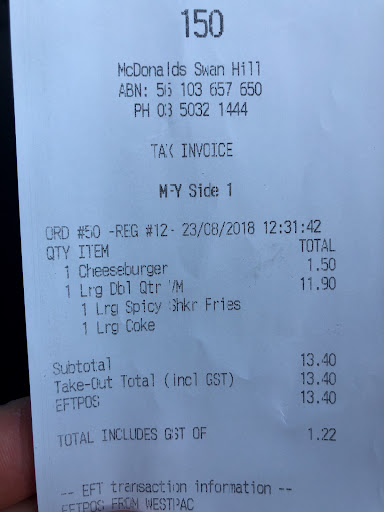 150
McDonalds Swan Hill
ABN: 56 103 657 650
PH 03 5032 1444
TAX INVOICE
MFY Side 1
ORD #50 -REG #12- 23/08/2018 12:31:42
QTY ITEM TOTAL
1 Cheeseburger 1.50
1 Lrg Dbl Qtr VM 11.90
1 Lrg Spicy Shkr Fries
1 Lrg Coke
Subtotal 13.40
Take-Out Total (incl GST) 13.40
EFTPOS 13.40
TOTAL INCLUDES GST OF 1.22
-- EFT transaction information --
EFTPOS FROM WESTPAC